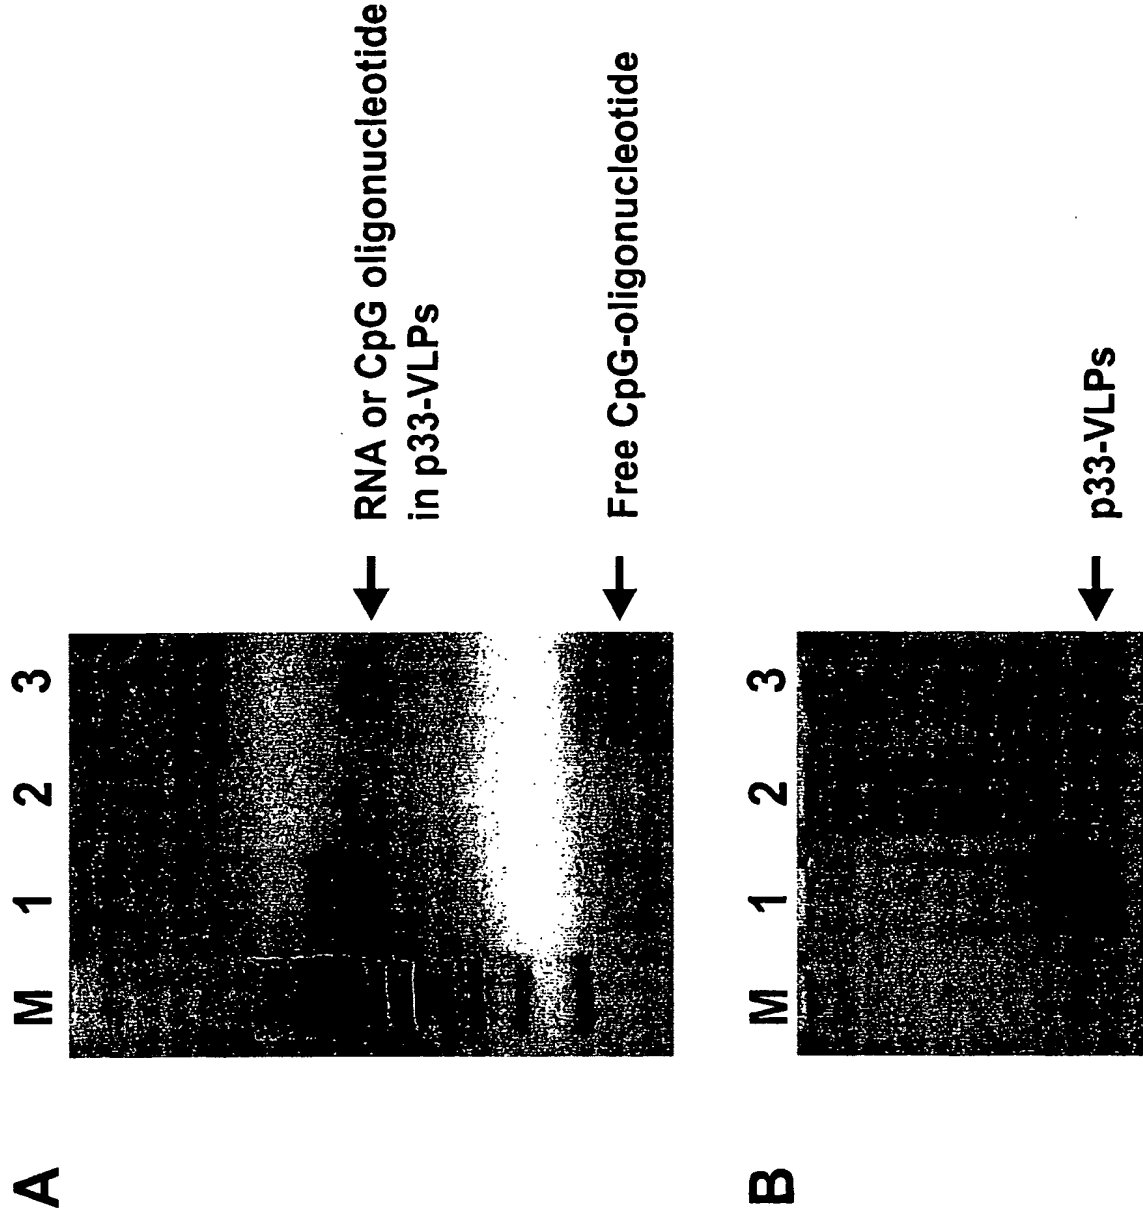 A
M 1 2 3
RNA or CpG oligonucleotide
in p33-VLPs
Free CpG-oligonucleotide
B
M 1 2 3
p33-VLPs